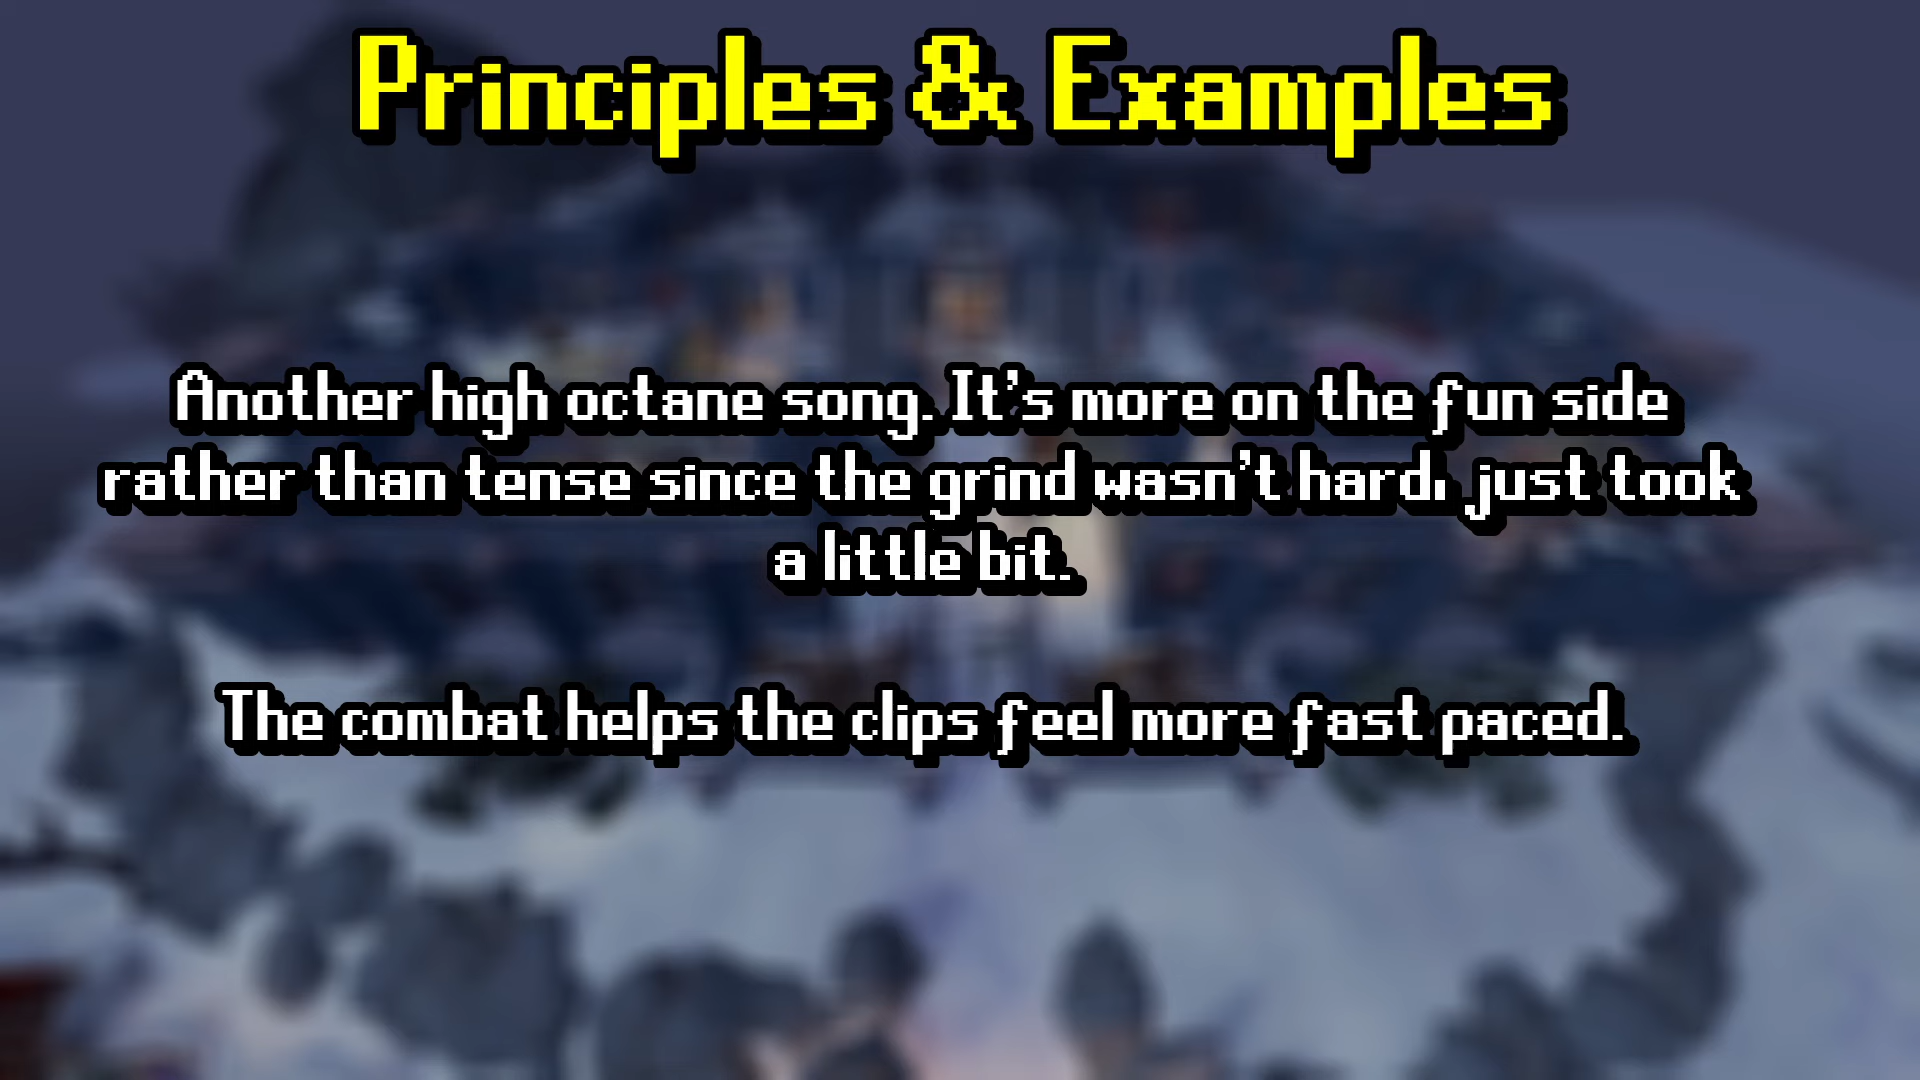 Principles & Examples
Another high octane song. It's more on the fun side
rather than tense since the grind wasn't hard, just took
a little bit.
The combat helps the clips feel more fast paced.